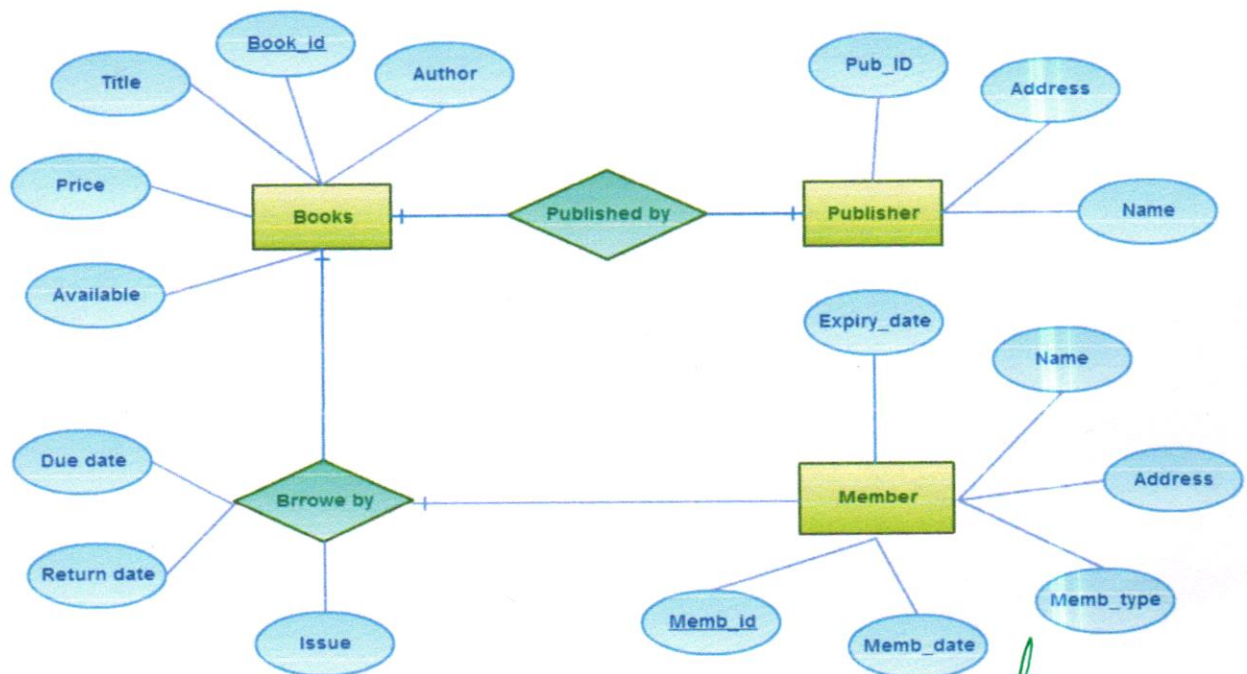 Book_id
Pub_ID
Title
Author
Address
Price
Books
Published by
Publisher
Name
Available
Expiry_date
Name
Due date
Brrowe by
Member
Address
Return date
Memb_type
Issue
Memb_id
Memb_date